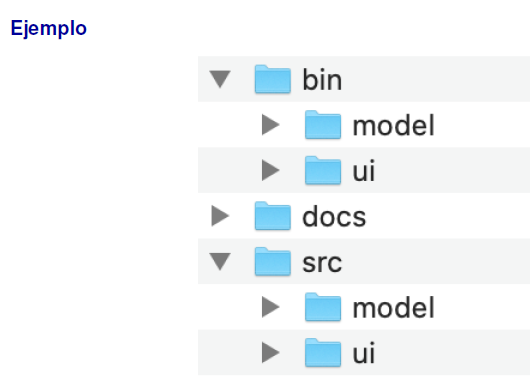 Ejemplo
bin
model
ui
docs
src
model
ui